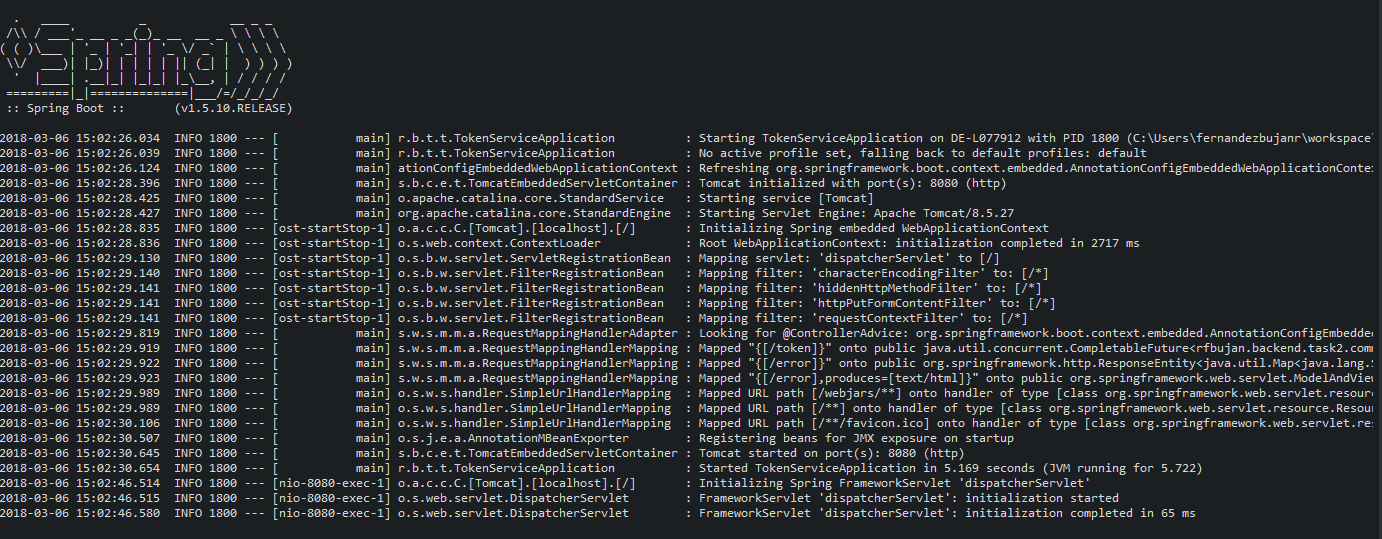 .   ____          _            __ _ _
 /\\ / ___'_ __ _ _(_)_ __  __ _ \ \ \ \
( ( )\___ | '_ | '_| | '_ \/ _` | \ \ \ \
 \\/  ___)| |_)| | | | | || (_| |  ) ) ) )
  '  |____| .__|_| |_|_| |_\__, | / / / /
 =========|_|==============|___/=/_/_/_/
 :: Spring Boot ::       (v1.5.10.RELEASE)
2018-03-06 15:02:26.034  INFO 1800 --- [           main] r.b.t.t.TokenServiceApplication          : Starting TokenServiceApplication on DE-L077912 with PID 1800 (C:\Users\fernandezbujanr\workspace
2018-03-06 15:02:26.039  INFO 1800 --- [           main] r.b.t.t.TokenServiceApplication          : No active profile set, falling back to default profiles: default
2018-03-06 15:02:26.124  INFO 1800 --- [           main] ationConfigEmbeddedWebApplicationContext : Refreshing org.springframework.boot.context.embedded.AnnotationConfigEmbeddedWebApplicationConte
2018-03-06 15:02:28.396  INFO 1800 --- [           main] s.b.c.e.t.TomcatEmbeddedServletContainer : Tomcat initialized with port(s): 8080 (http)
2018-03-06 15:02:28.425  INFO 1800 --- [           main] o.apache.catalina.core.StandardService   : Starting service [Tomcat]
2018-03-06 15:02:28.427  INFO 1800 --- [           main] org.apache.catalina.core.StandardEngine  : Starting Servlet Engine: Apache Tomcat/8.5.27
2018-03-06 15:02:28.835  INFO 1800 --- [ost-startStop-1] o.a.c.c.C.[Tomcat].[localhost].[/]       : Initializing Spring embedded WebApplicationContext
2018-03-06 15:02:28.836  INFO 1800 --- [ost-startStop-1] o.s.web.context.ContextLoader            : Root WebApplicationContext: initialization completed in 2717 ms
2018-03-06 15:02:29.130  INFO 1800 --- [ost-startStop-1] o.s.b.w.servlet.ServletRegistrationBean  : Mapping servlet: 'dispatcherServlet' to [/]
2018-03-06 15:02:29.140  INFO 1800 --- [ost-startStop-1] o.s.b.w.servlet.FilterRegistrationBean   : Mapping filter: 'characterEncodingFilter' to: [/*]
2018-03-06 15:02:29.141  INFO 1800 --- [ost-startStop-1] o.s.b.w.servlet.FilterRegistrationBean   : Mapping filter: 'hiddenHttpMethodFilter' to: [/*]
2018-03-06 15:02:29.141  INFO 1800 --- [ost-startStop-1] o.s.b.w.servlet.FilterRegistrationBean   : Mapping filter: 'httpPutFormContentFilter' to: [/*]
2018-03-06 15:02:29.141  INFO 1800 --- [ost-startStop-1] o.s.b.w.servlet.FilterRegistrationBean   : Mapping filter: 'requestContextFilter' to: [/*]
2018-03-06 15:02:29.819  INFO 1800 --- [           main] s.w.s.m.m.a.RequestMappingHandlerAdapter : Looking for @ControllerAdvice: org.springframework.boot.context.embedded.AnnotationConfigEmbedde
2018-03-06 15:02:29.919  INFO 1800 --- [           main] s.w.s.m.m.a.RequestMappingHandlerMapping : Mapped "{[/token]}" onto public java.util.concurrent.CompletableFuture<rfbujan.backend.task2.com
2018-03-06 15:02:29.922  INFO 1800 --- [           main] s.w.s.m.m.a.RequestMappingHandlerMapping : Mapped "{[/error]}" onto public org.springframework.http.ResponseEntity<java.util.Map<java.lang.S
2018-03-06 15:02:29.923  INFO 1800 --- [           main] s.w.s.m.m.a.RequestMappingHandlerMapping : Mapped "{[/error],produces=[text/html]}" onto public org.springframework.web.servlet.ModelAndView
2018-03-06 15:02:29.989  INFO 1800 --- [           main] o.s.w.s.handler.SimpleUrlHandlerMapping  : Mapped URL path [/webjars/**] onto handler of type [class org.springframework.web.servlet.resourc
2018-03-06 15:02:29.989  INFO 1800 --- [           main] o.s.w.s.handler.SimpleUrlHandlerMapping  : Mapped URL path [/**] onto handler of type [class org.springframework.web.servlet.resource.Resour
2018-03-06 15:02:30.106  INFO 1800 --- [           main] o.s.w.s.handler.SimpleUrlHandlerMapping  : Mapped URL path [/**/favicon.ico] onto handler of type [class org.springframework.web.servlet.res
2018-03-06 15:02:30.507  INFO 1800 --- [           main] o.s.j.e.a.AnnotationMBeanExporter        : Registering beans for JMX exposure on startup
2018-03-06 15:02:30.645  INFO 1800 --- [           main] s.b.c.e.t.TomcatEmbeddedServletContainer : Tomcat started on port(s): 8080 (http)
2018-03-06 15:02:30.654  INFO 1800 --- [           main] r.b.t.t.TokenServiceApplication          : Started TokenServiceApplication in 5.169 seconds (JVM running for 5.722)
2018-03-06 15:02:46.514  INFO 1800 --- [nio-8080-exec-1] o.a.c.c.C.[Tomcat].[localhost].[/]       : Initializing Spring FrameworkServlet 'dispatcherServlet'
2018-03-06 15:02:46.515  INFO 1800 --- [nio-8080-exec-1] o.s.web.servlet.DispatcherServlet        : FrameworkServlet 'dispatcherServlet': initialization started
2018-03-06 15:02:46.580  INFO 1800 --- [nio-8080-exec-1] o.s.web.servlet.DispatcherServlet        : FrameworkServlet 'dispatcherServlet': initialization completed in 65 ms